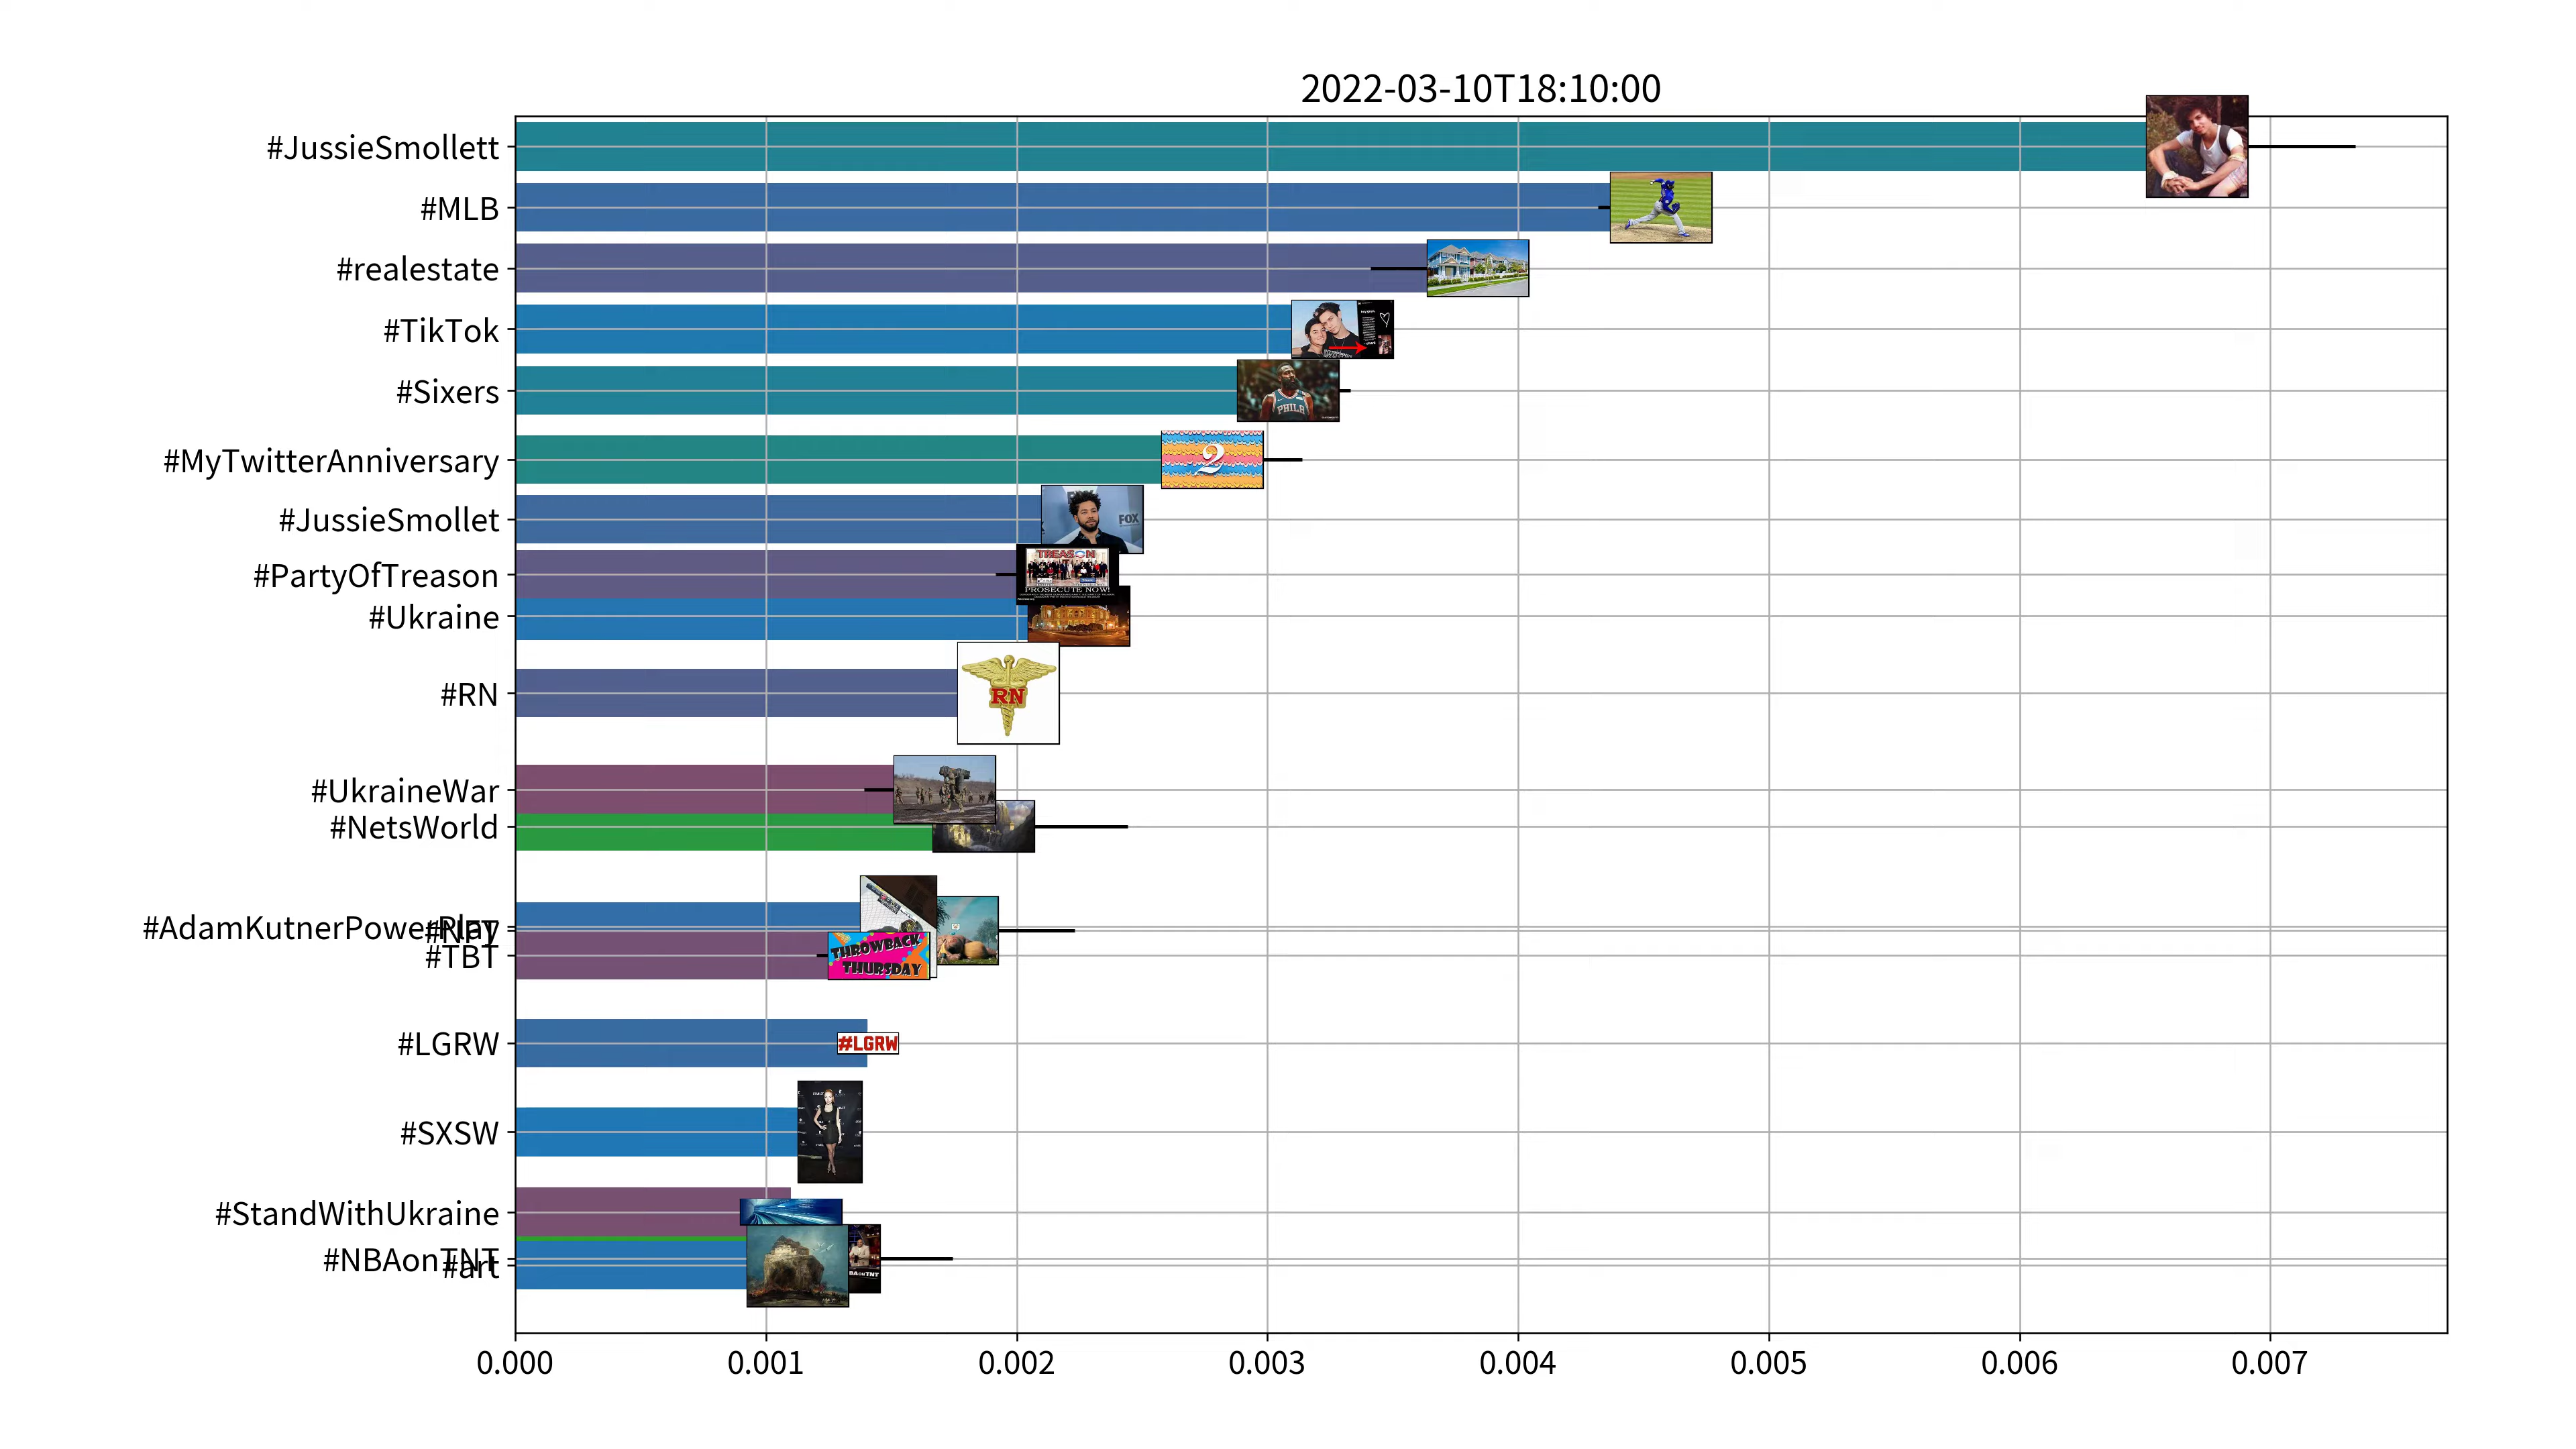 2022-03-10T18:10:00
#JussieSmollett
#MLB
#realestate
#TikTok
#Sixers
PHILA
#MyTwitterAnniversary
2
#JussieSmollet
FOX
#PartyOfTreason
TREASON
PROSECUTE NOW!
#Ukraine
#RN
RN
#UkraineWar
#NetsWorld
#AdamKutnerPowerPlay
#NFT
#TBT
THROWBACK
THURSDAY
#LGRW
#LGRW
#SXSW
#StandWithUkraine
#NBAonTNT
#art
0.000 0.001 0.002 0.003 0.004 0.005 0.006 0.007